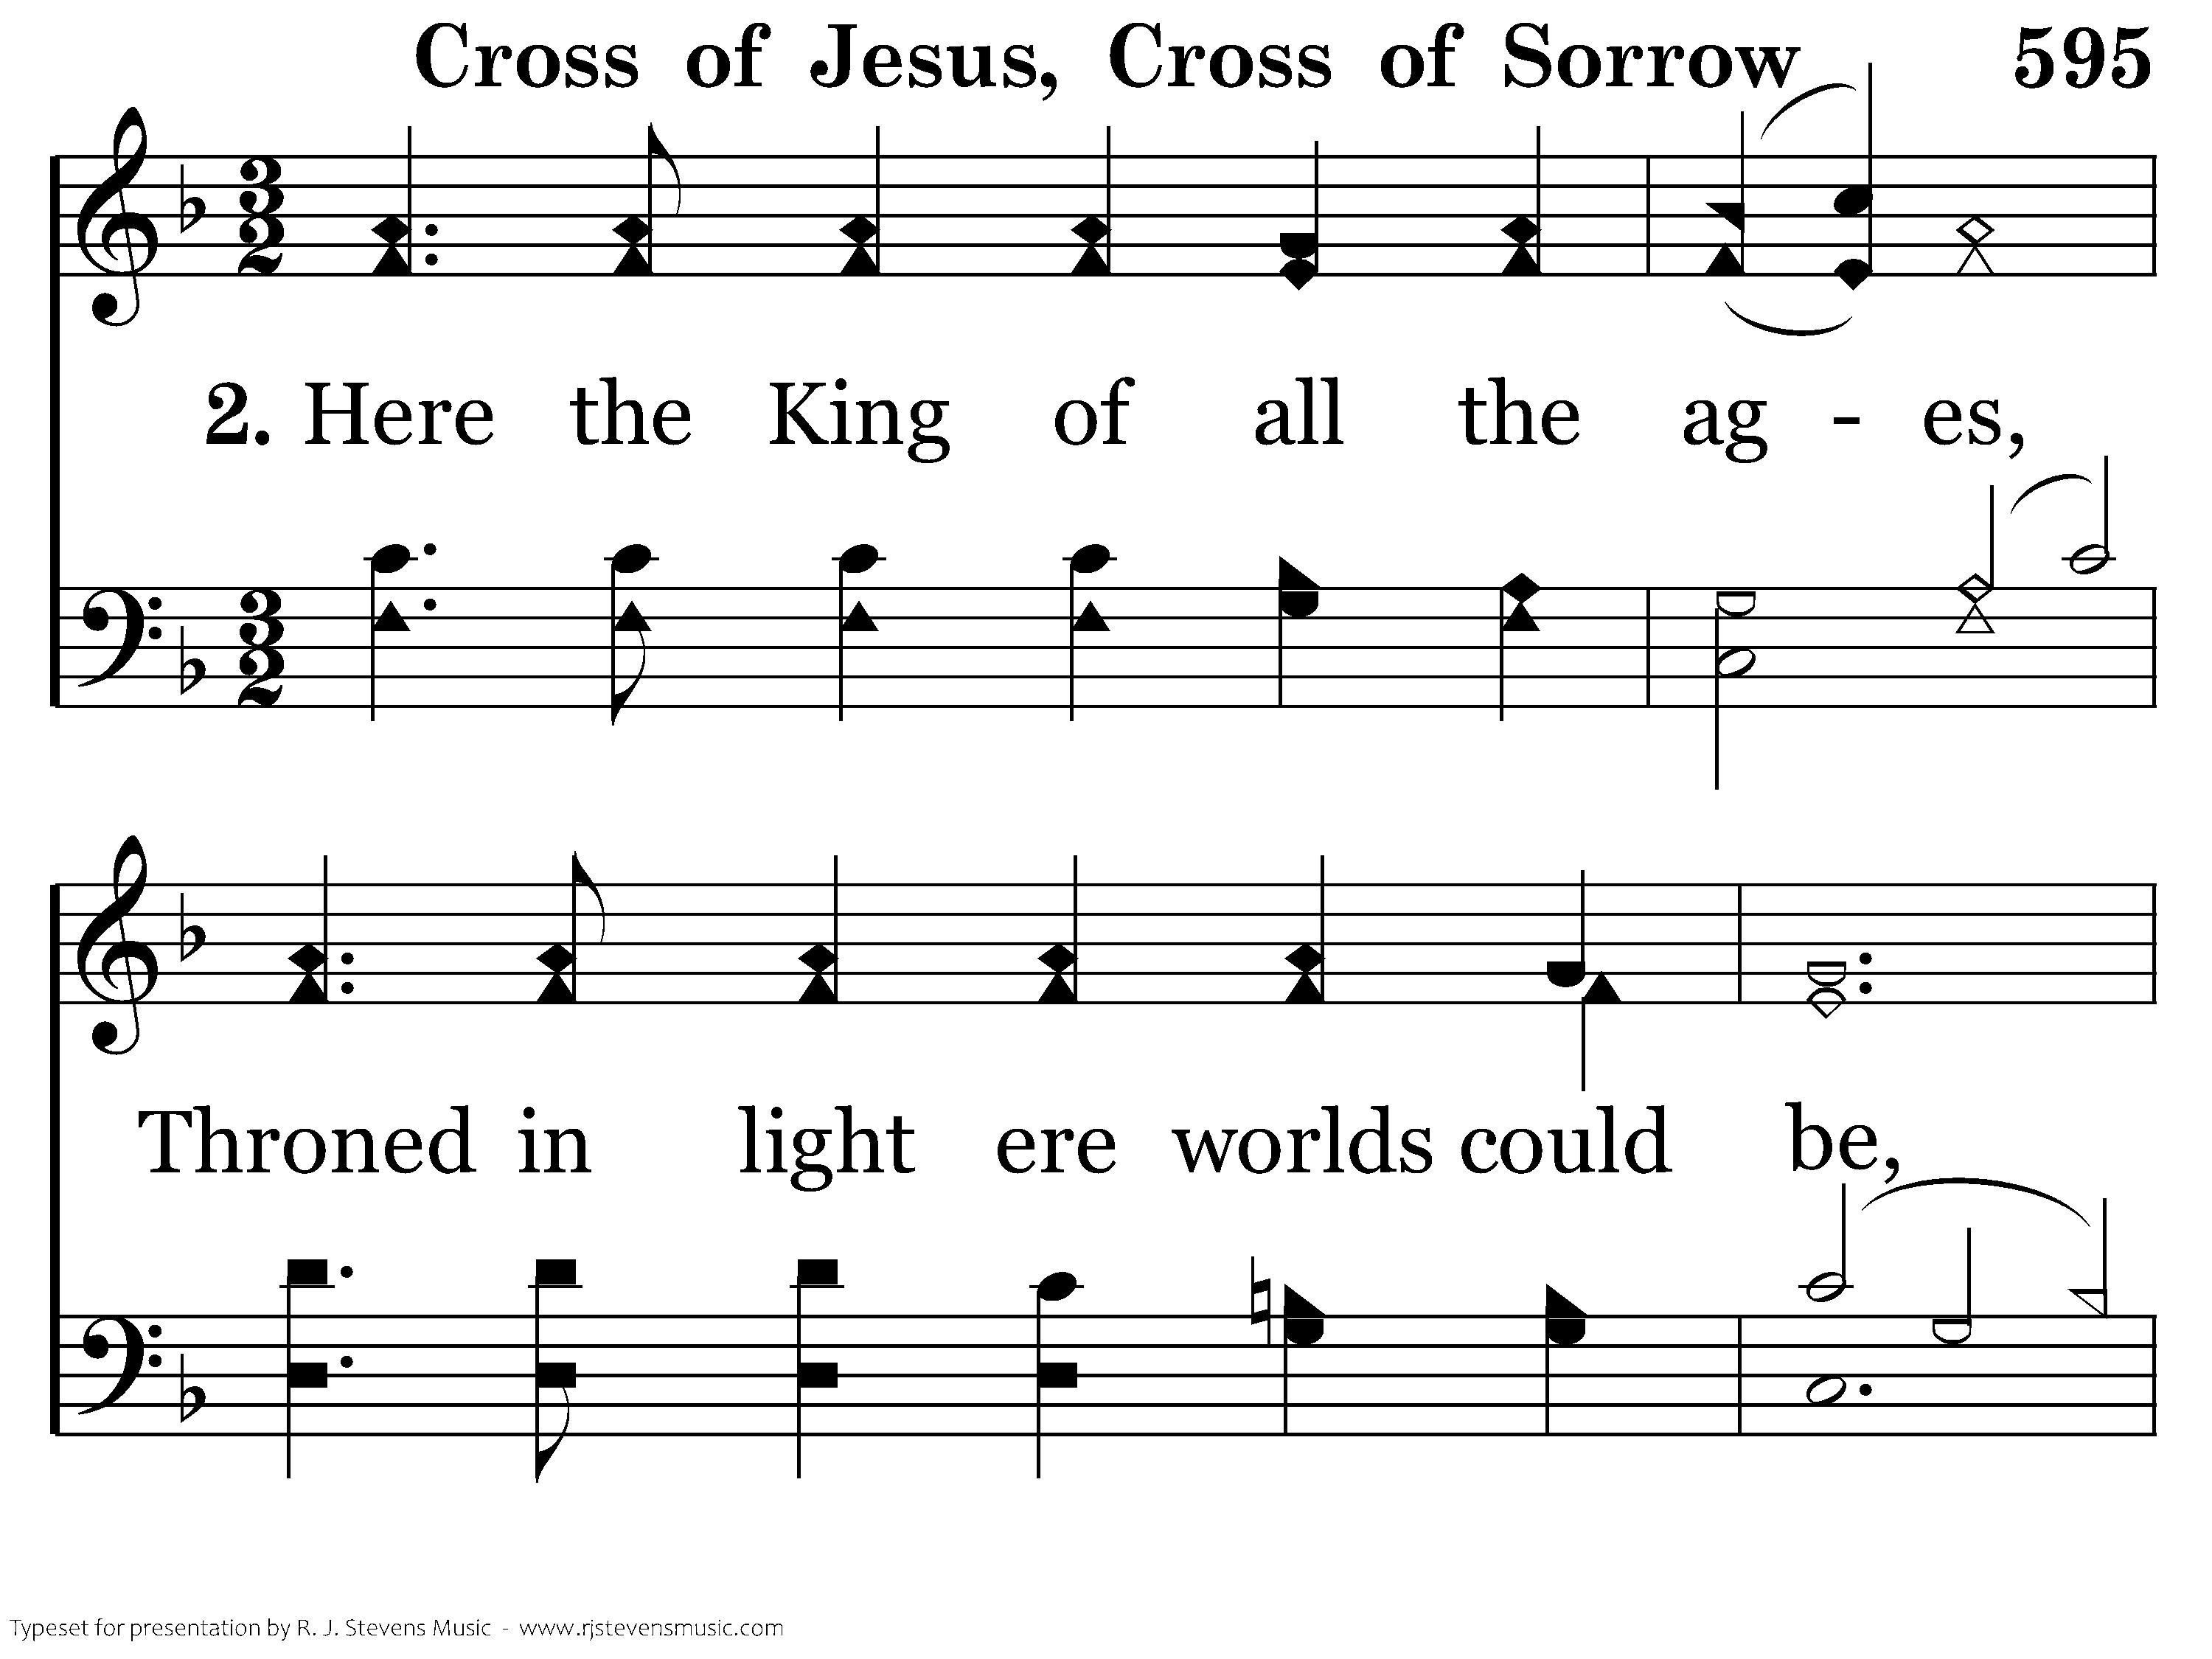 Cross of Jesus, Cross of Sorrow 595
2. Here the King of all the ag - es,
Throned in light ere worlds could be,
Typeset for presentation by R. J. Stevens Music - www.rjstevensmusic.com